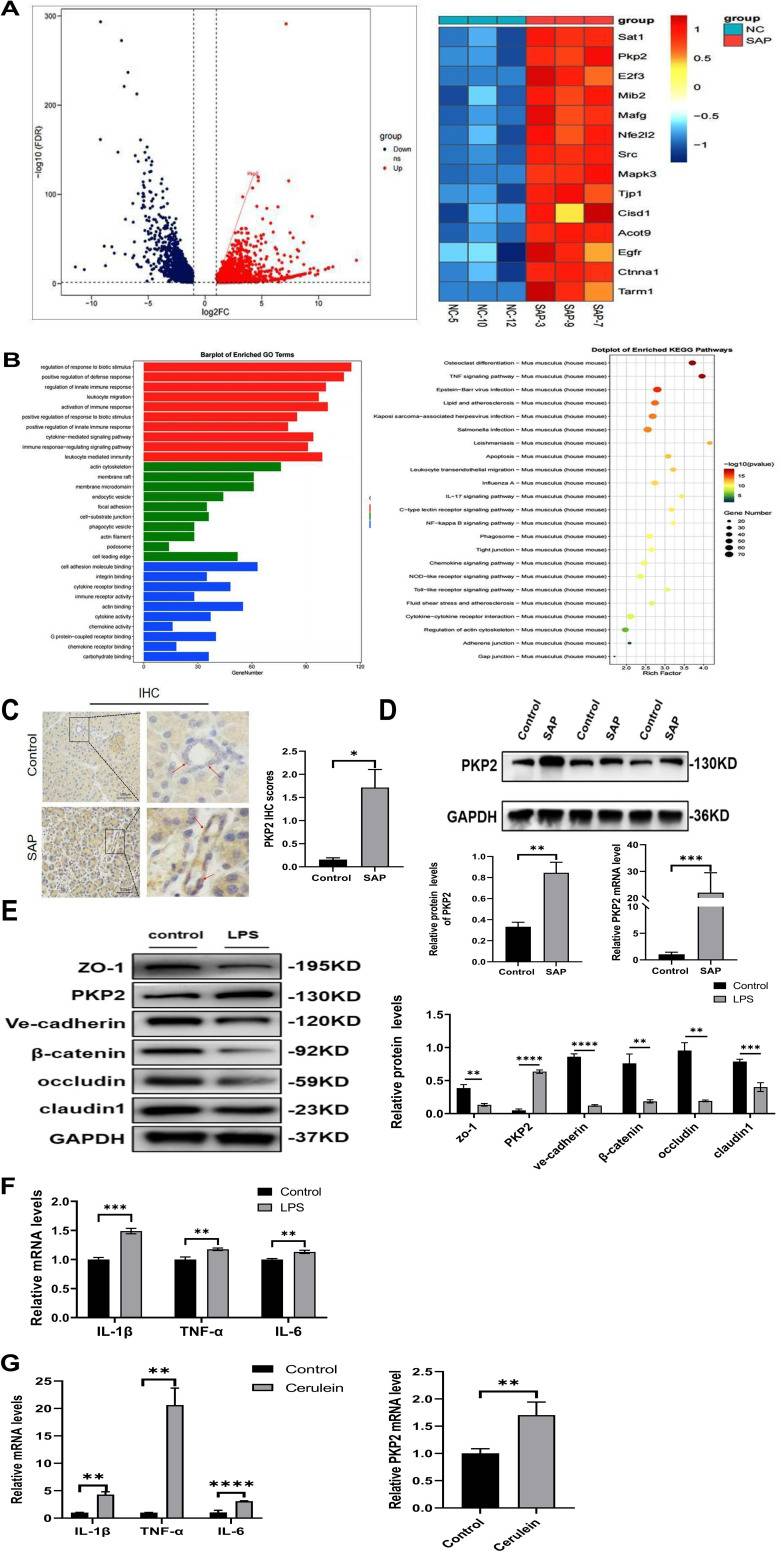 A
300
200
100
0
−log10 (FDR)
−10
−5
0
5
10
log2FC
Pkp2
group
Down
ns
Up
group
Sat1
Pkp2
E2f3
Mib2
Mafg
Nfe2l2
Src
Mapk3
Tjp1
Cisd1
Acot9
Egfr
Ctnna1
Tarm1
NC-5
NC-10
NC-12
SAP-3
SAP-9
SAP-7
1
0.5
0
−0.5
−1
group
NC
SAP
B
Barplot of Enriched GO Terms
regulation of response to biotic stimulus
positive regulation of defense response
regulation of innate immune response
leukocyte migration
activation of immune response
positive regulation of response to biotic stimulus
positive regulation of innate immune response
cytokine-mediated signaling pathway
immune response-regulating signaling pathway
leukocyte mediated immunity
actin cytoskeleton
membrane raft
membrane microdomain
endocytic vesicle
focal adhesion
cell-substrate junction
phagocytic vesicle
actin filament
podosome
cell leading edge
cell adhesion molecule binding
integrin binding
cytokine receptor binding
immune receptor activity
actin binding
cytokine activity
chemokine activity
G protein-coupled receptor binding
chemokine receptor binding
carbohydrate binding
0
30
60
90
120
GeneNumber
Dotplot of Enriched KEGG Pathways
Osteoclast differentiation − Mus musculus (house mouse)
TNF signaling pathway − Mus musculus (house mouse)
Epstein-Barr virus infection − Mus musculus (house mouse)
Lipid and atherosclerosis − Mus musculus (house mouse)
Kaposi sarcoma-associated herpesvirus infection − Mus musculus (house mouse)
Salmonella infection − Mus musculus (house mouse)
Leishmaniasis − Mus musculus (house mouse)
Apoptosis − Mus musculus (house mouse)
Leukocyte transendothelial migration − Mus musculus (house mouse)
Influenza A − Mus musculus (house mouse)
IL-17 signaling pathway − Mus musculus (house mouse)
C-type lectin receptor signaling pathway − Mus musculus (house mouse)
NF-kappa B signaling pathway − Mus musculus (house mouse)
Phagosome − Mus musculus (house mouse)
Tight junction − Mus musculus (house mouse)
Chemokine signaling pathway − Mus musculus (house mouse)
NOD-like receptor signaling pathway − Mus musculus (house mouse)
Toll-like receptor signaling pathway − Mus musculus (house mouse)
Fluid shear stress and atherosclerosis − Mus musculus (house mouse)
Cytokine-cytokine receptor interaction − Mus musculus (house mouse)
Regulation of actin cytoskeleton − Mus musculus (house mouse)
Adherens junction − Mus musculus (house mouse)
Gap junction − Mus musculus (house mouse)
2.0
2.5
3.0
3.5
4.0
Rich Factor
−log10(pvalue)
15
10
5
Gene Number
20
30
40
50
60
70
C
IHC
Control
SAP
PKP2 IHC scores
2.5
2.0
1.5
1.0
0.5
0.0
*
Control
SAP
D
Control
SAP
Control
SAP
Control
SAP
PKP2
-130KD
GAPDH
-36KD
Relative protein levels
of PKP2
1.0
0.8
0.6
0.4
0.2
0.0
**
Control
SAP
Relative PKP2 mRNA level
40
30
20
10
5
0
***
Control
SAP
E
control
LPS
ZO-1
-195KD
PKP2
-130KD
Ve-cadherin
-120KD
β-catenin
-92KD
occludin
-59KD
claudin1
-23KD
GAPDH
-37KD
Control
LPS
Relative protein levels
1.5
1.0
0.5
0.0
**
****
****
**
**
***
zo-1
PKP2
ve-cadherin
β-catenin
occludin
claudin1
F
Control
LPS
Relative mRNA levels
2.0
1.5
1.0
0.5
0.0
***
**
**
IL-1β
TNF-α
IL-6
G
Control
Cerulein
Relative mRNA levels
25
20
15
10
5
0
**
**
****
IL-1β
TNF-α
IL-6
Relative PKP2 mRNA level
2.5
2.0
1.5
1.0
0.5
0.0
**
Control
Cerulein